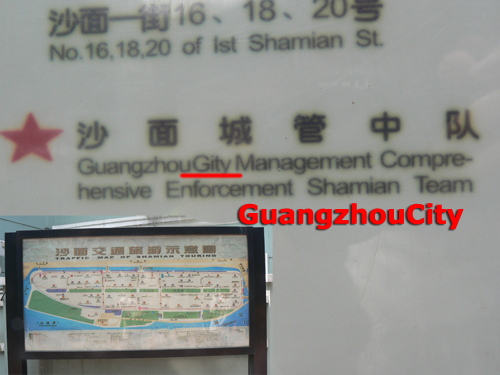 沙面一街16、18、20号
No.16,18,20 of Ist Shamian St.
沙面城管中队
GuangzhouGity Management Compre-
hensive Enforcement Shamian Team
GuangzhouCity
沙面交通旅游示意图
TRAFFIC MAP OF SHAMIAN TOURING